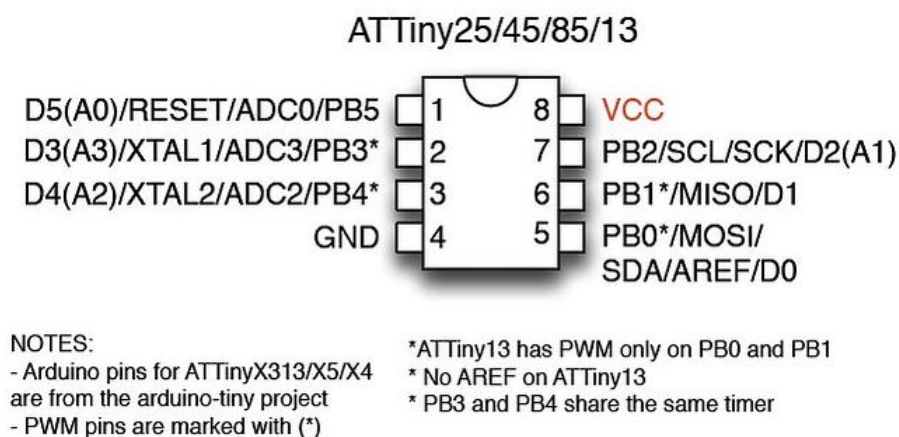 ATTiny25/45/85/13
D5(A0)/RESET/ADC0/PB5 1 8 VCC
D3(A3)/XTAL1/ADC3/PB3* 2 7 PB2/SCL/SCK/D2(A1)
D4(A2)/XTAL2/ADC2/PB4* 3 6 PB1*/MISO/D1
GND 4 5 PB0*/MOSI/
SDA/AREF/D0
NOTES:
- Arduino pins for ATTinyX313/X5/X4
are from the arduino-tiny project
- PWM pins are marked with (*)
*ATTiny13 has PWM only on PB0 and PB1
* No AREF on ATTiny13
* PB3 and PB4 share the same timer